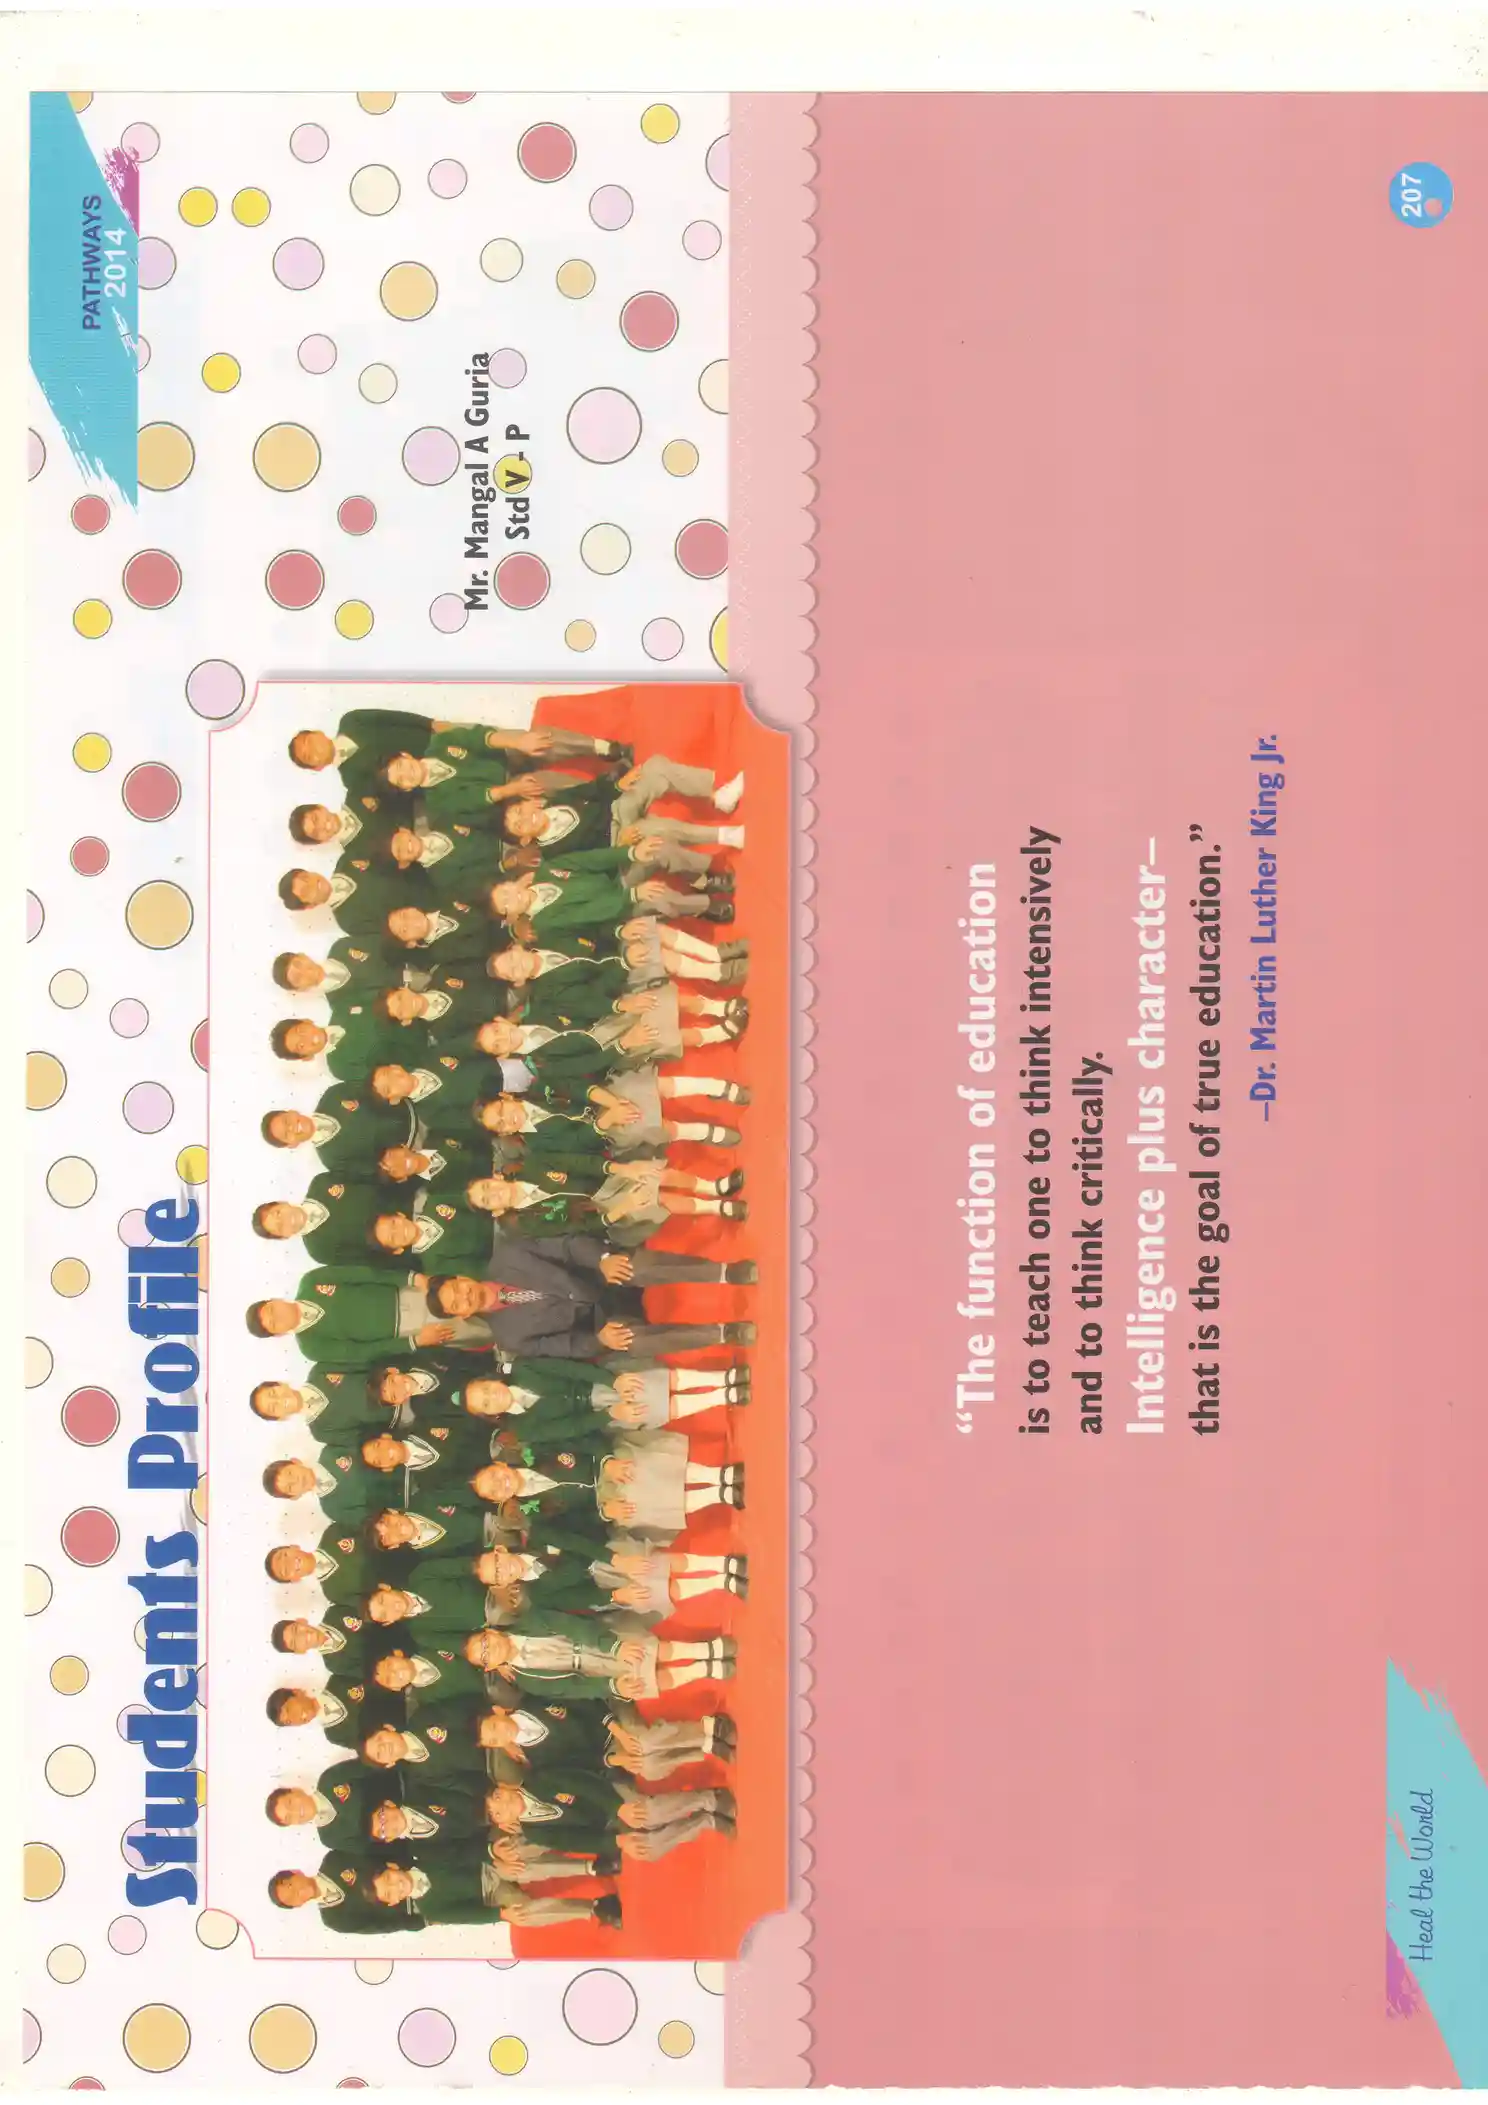 PATHWAYS
2014
Students Profile
Mr. Mangal A Guria
Std V - P
“The function of education
is to teach one to think intensively
and to think critically.
Intelligence plus character–
that is the goal of true education.”
–Dr. Martin Luther King Jr.
Heal the World
207